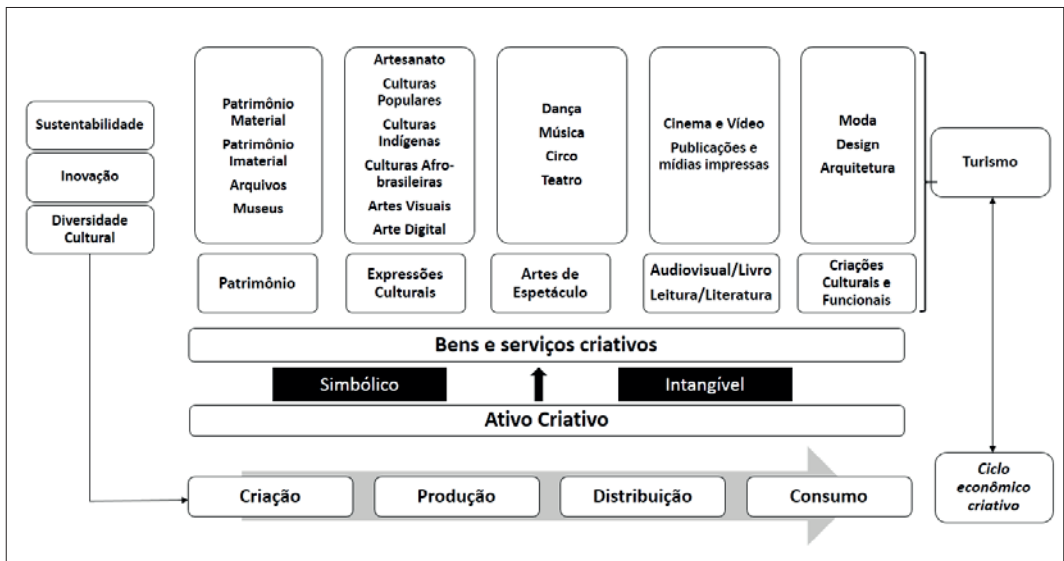 Sustentabilidade
Inovação
Diversidade
Cultural
Patrimônio
Material
Patrimônio
Imaterial
Arquivos
Museus
Artesanato
Culturas
Populares
Culturas
Indígenas
Culturas Afro-
brasileiras
Artes Visuais
Arte Digital
Dança
Música
Circo
Teatro
Cinema e Vídeo
Publicações e
mídias impressas
Moda
Design
Arquitetura
Turismo
Patrimônio
Expressões
Culturais
Artes de
Espetáculo
Audiovisual/Livro
Leitura/Literatura
Criações
Culturais e
Funcionais
Bens e serviços criativos
Simbólico
Intangível
Ativo Criativo
Criação
Produção
Distribuição
Consumo
Ciclo
econômico
criativo